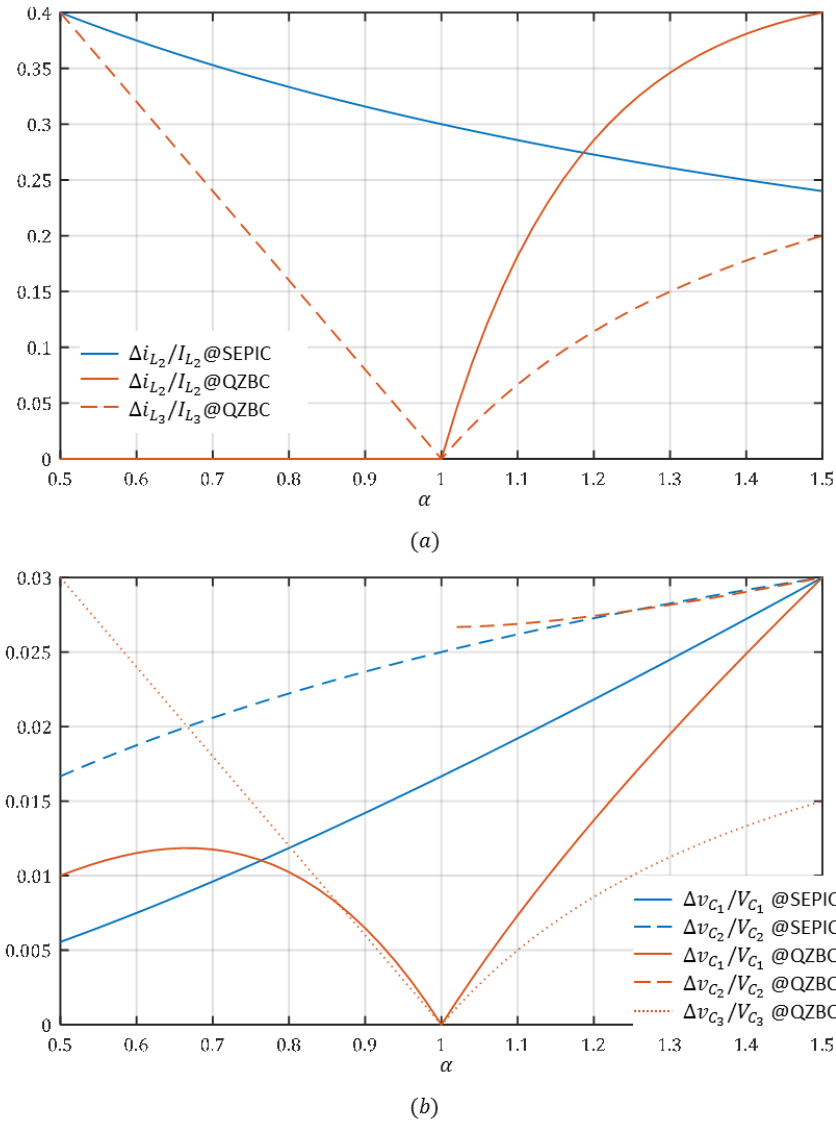 0.4
0.35
0.3
0.25
0.2
0.15
0.1
0.05
0
Δi_{L_2}/I_{L_2}@SEPIC
Δi_{L_2}/I_{L_2}@QZBC
Δi_{L_3}/I_{L_3}@QZBC
0.5 0.6 0.7 0.8 0.9 1 1.1 1.2 1.3 1.4 1.5
α
(a)
0.03
0.025
0.02
0.015
0.01
0.005
0
Δv_{C_1}/V_{C_1} @SEPIC
Δv_{C_2}/V_{C_2} @SEPIC
Δv_{C_1}/V_{C_1} @QZBC
Δv_{C_2}/V_{C_2} @QZBC
Δv_{C_3}/V_{C_3} @QZBC
0.5 0.6 0.7 0.8 0.9 1 1.1 1.2 1.3 1.4 1.5
α
(b)